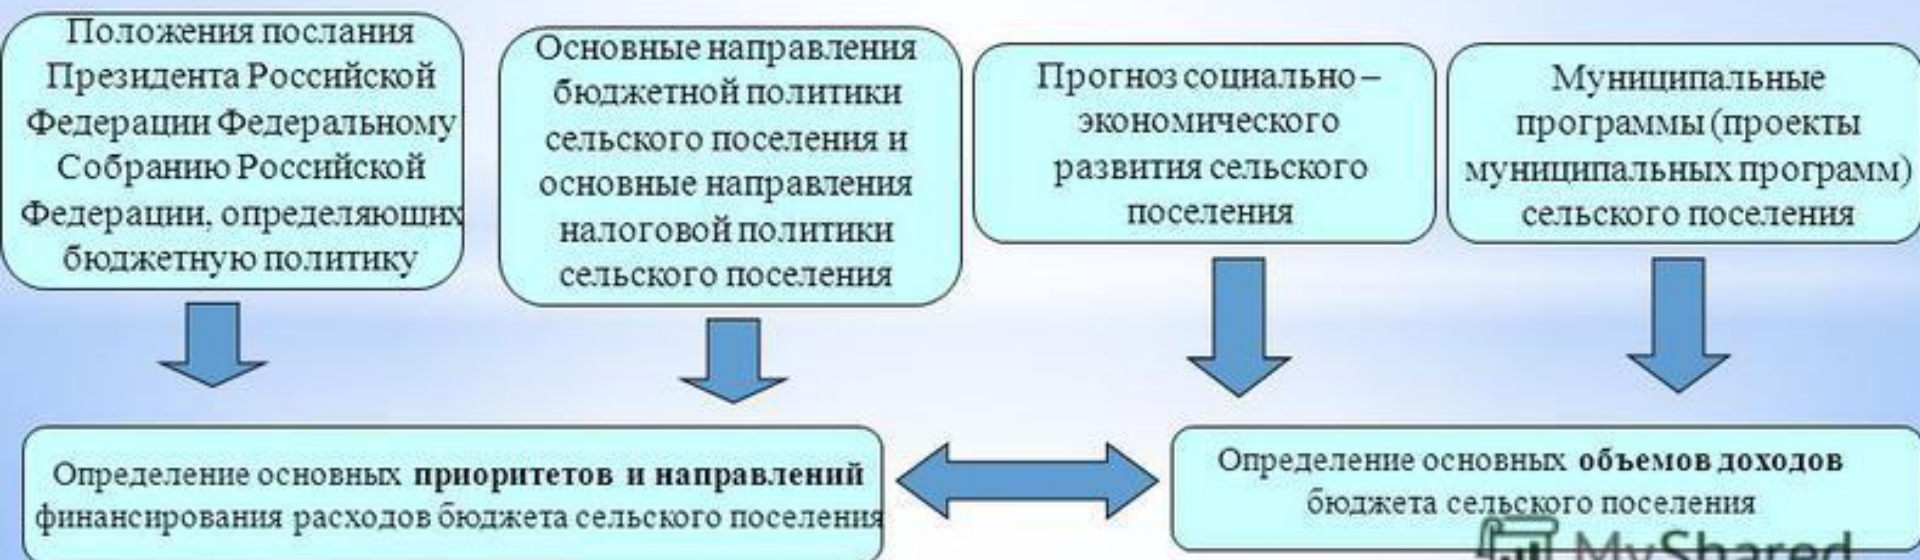 Положения послания
Президента Российской
Федерации Федеральному
Собранию Российской
Федерации, определяющих
бюджетную политику
Основные направления
бюджетной политики
сельского поселения и
основные направления
налоговой политики
сельского поселения
Прогноз социально –
экономического
развития сельского
поселения
Муниципальные
программы (проекты
муниципальных программ)
сельского поселения
Определение основных приоритетов и направлений
финансирования расходов бюджета сельского поселения
Определение основных объемов доходов
бюджета сельского поселения
MyShared